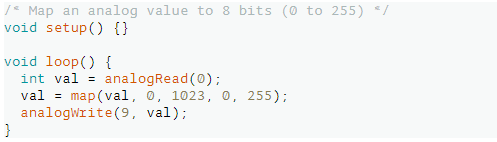 /* Map an analog value to 8 bits (0 to 255) */
void setup() {}

void loop() {
  int val = analogRead(0);
  val = map(val, 0, 1023, 0, 255);
  analogWrite(9, val);
}